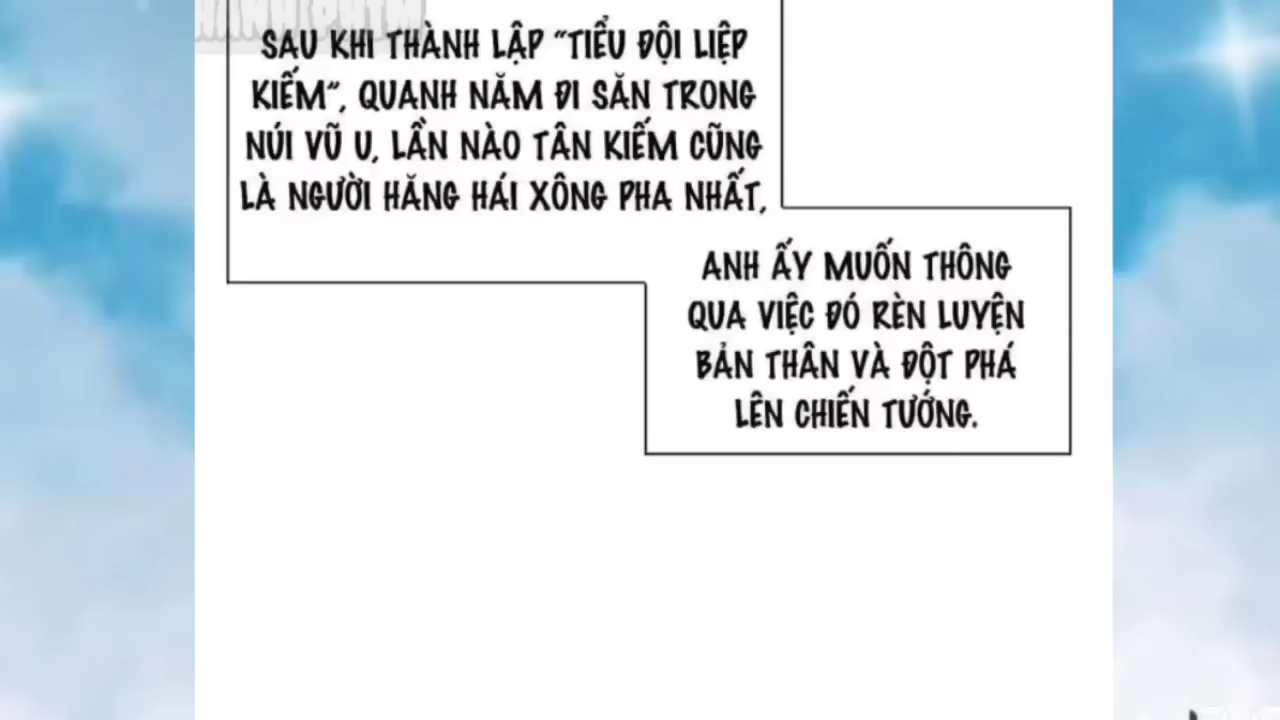 SAU KHI THÀNH LẬP "TIỂU ĐỘI LIỆP
KIẾM", QUANH NĂM ĐI SĂN TRONG
NÚI VŨ U, LẦN NÀO TÂN KIẾM CŨNG
LÀ NGƯỜI HĂNG HÁI XÔNG PHA NHẤT,
ANH ẤY MUỐN THÔNG
QUA VIỆC ĐÓ RÈN LUYỆN
BẢN THÂN VÀ ĐỘT PHÁ
LÊN CHIẾN TƯỚNG.